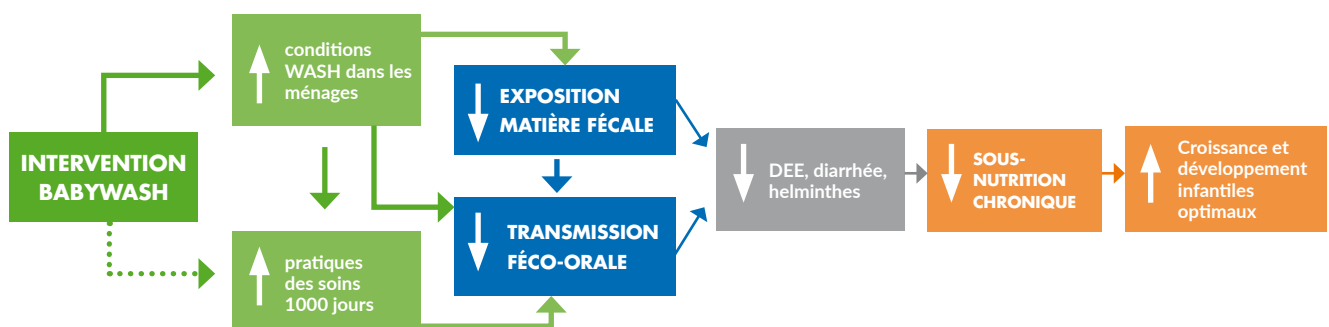 INTERVENTION
BABYWASH
conditions
WASH dans les
ménages
pratiques
des soins
1000 jours
EXPOSITION
MATIÈRE FÉCALE
TRANSMISSION
FÉCO-ORALE
DEE, diarrhée,
helminthes
SOUS-
NUTRITION
CHRONIQUE
Croissance et
développement
infantiles
optimaux